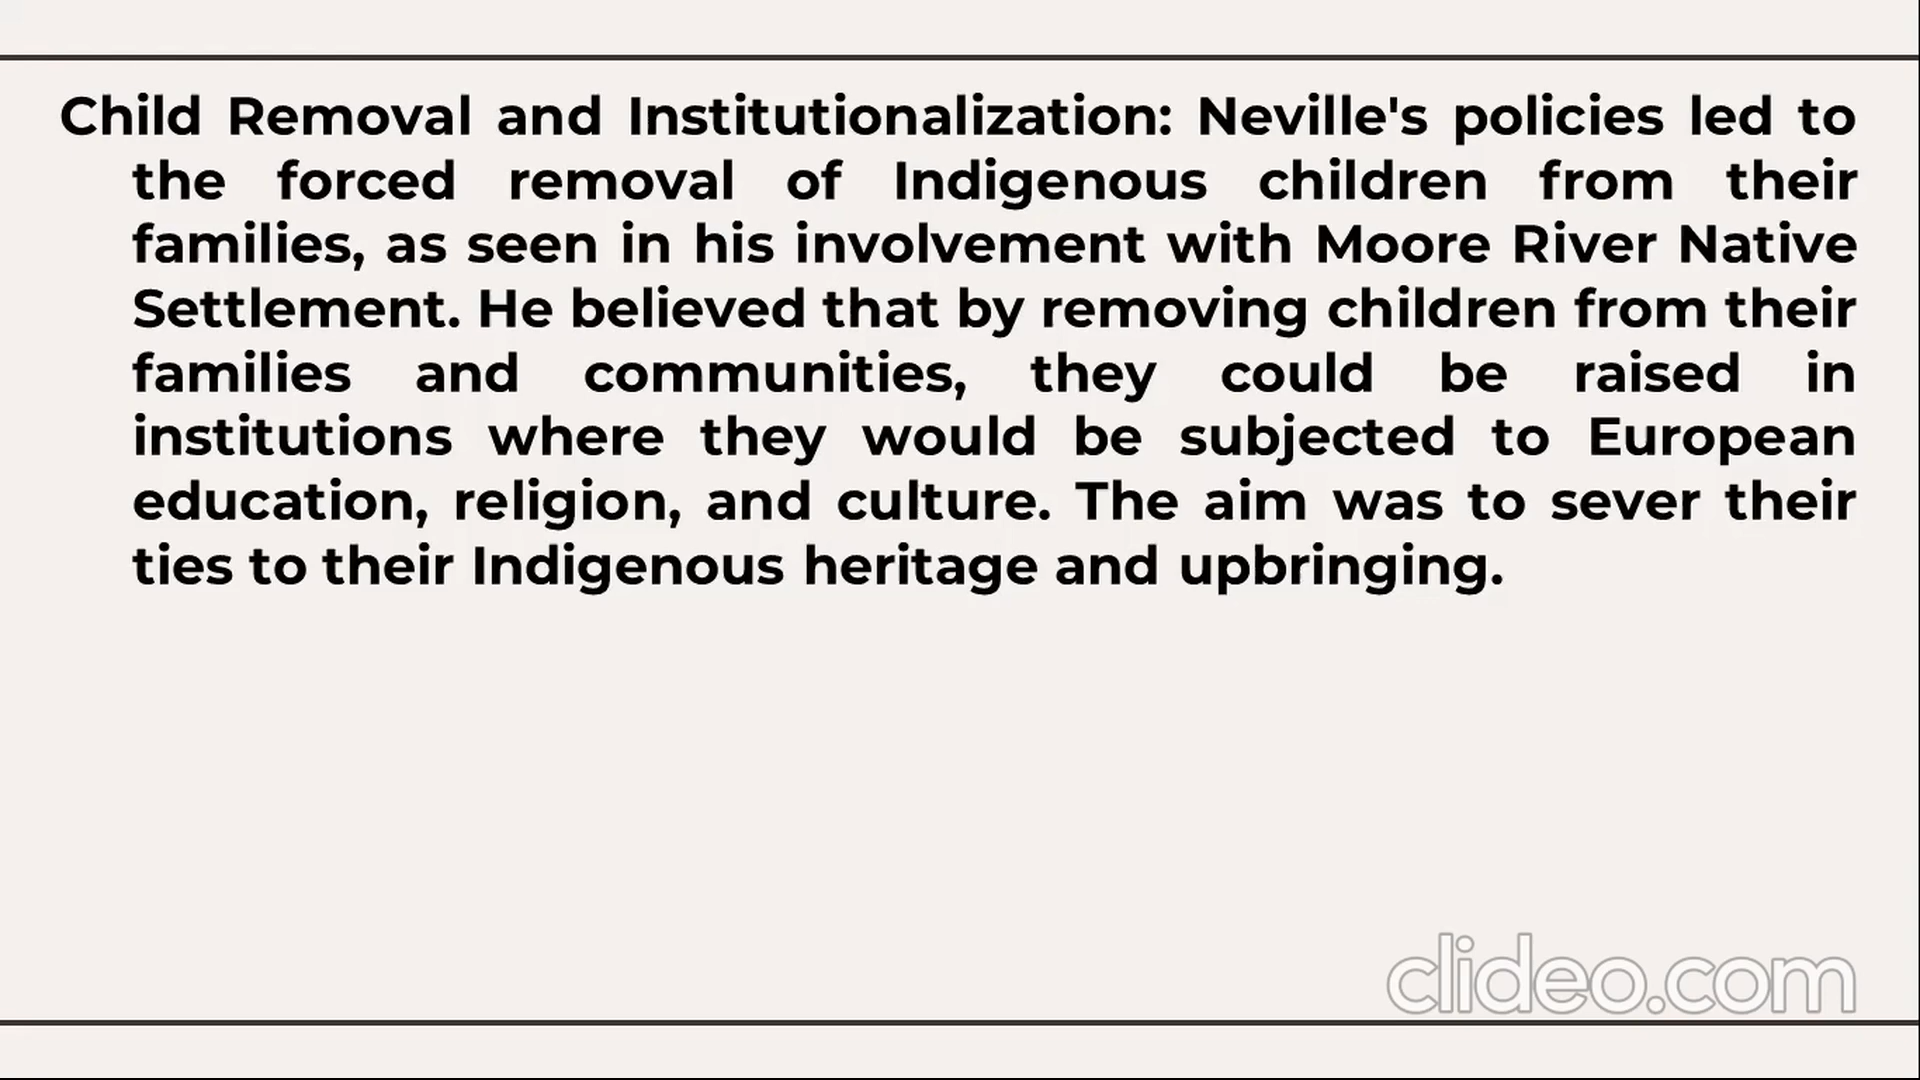 Child Removal and Institutionalization: Neville's policies led to
the forced removal of Indigenous children from their
families, as seen in his involvement with Moore River Native
Settlement. He believed that by removing children from their
families and communities, they could be raised in
institutions where they would be subjected to European
education, religion, and culture. The aim was to sever their
ties to their Indigenous heritage and upbringing.
clideo.com